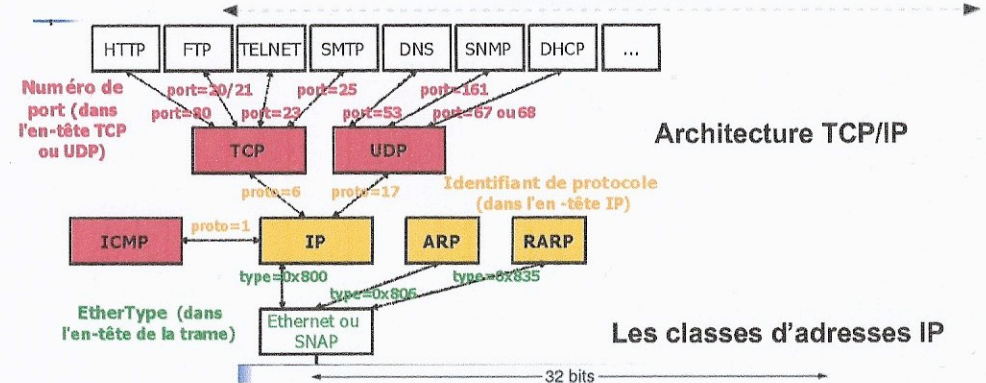 HTTP FTP TELNET SMTP DNS SNMP DHCP ...
Numéro de
port (dans
l'en-tête TCP
ou UDP)
port=20/21 port=25 port=161
port=80 port=23 port=53 port=67 ou 68
TCP UDP
Architecture TCP/IP
proto=6 proto=17
Identifiant de protocole
(dans l'en -tête IP)
ICMP proto=1 IP ARP RARP
type=0x800 type=0x806 type=0x835
EtherType (dans
l'en-tête de la trame)
Ethernet ou
SNAP
Les classes d'adresses IP
32 bits